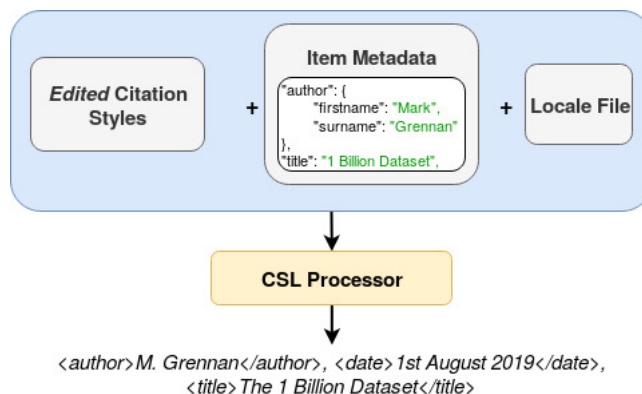 Item Metadata
Edited Citation
Styles
+
"author": {
"firstname": "Mark",
"surname": "Grennan"
},
"title": "1 Billion Dataset",
+
Locale File
CSL Processor
<author>M. Grennan</author>, <date>1st August 2019</date>,
<title>The 1 Billion Dataset</title>